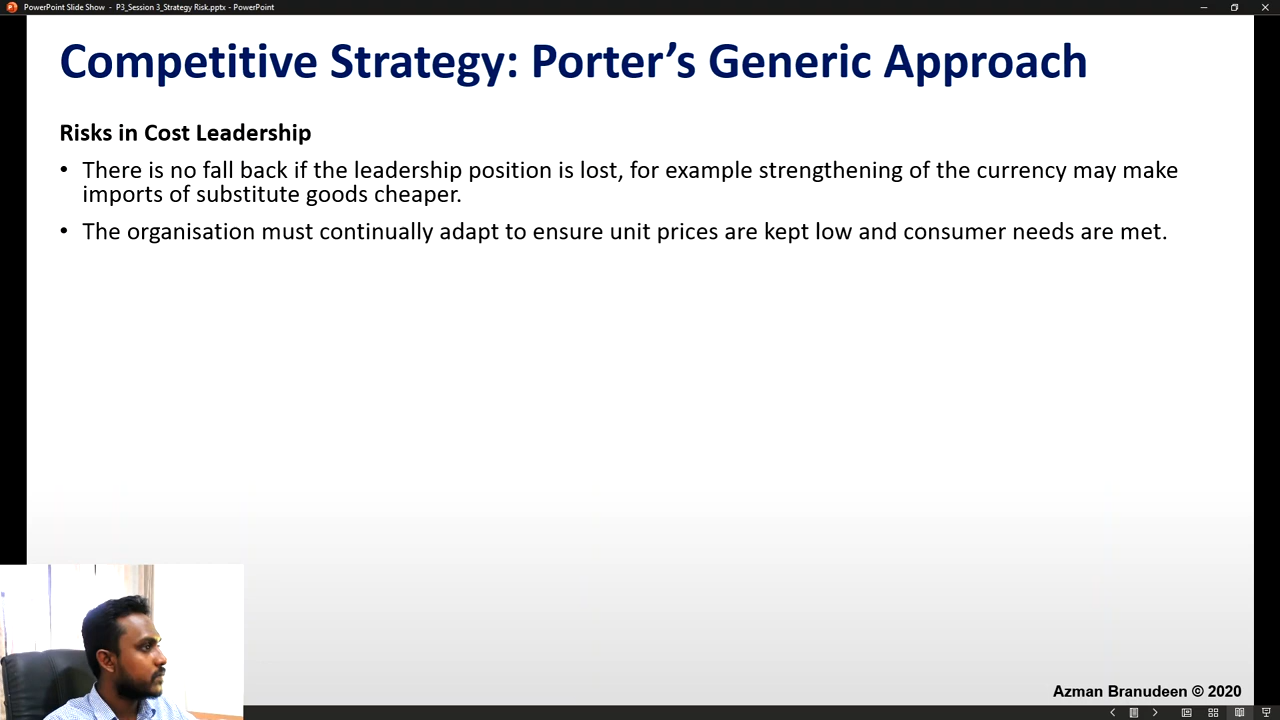 PowerPoint Slide Show - P3_Session 3_Strategy Risk.pptx - PowerPoint
Competitive Strategy: Porter’s Generic Approach
Risks in Cost Leadership
• There is no fall back if the leadership position is lost, for example strengthening of the currency may make
imports of substitute goods cheaper.
• The organisation must continually adapt to ensure unit prices are kept low and consumer needs are met.
Azman Branudeen © 2020